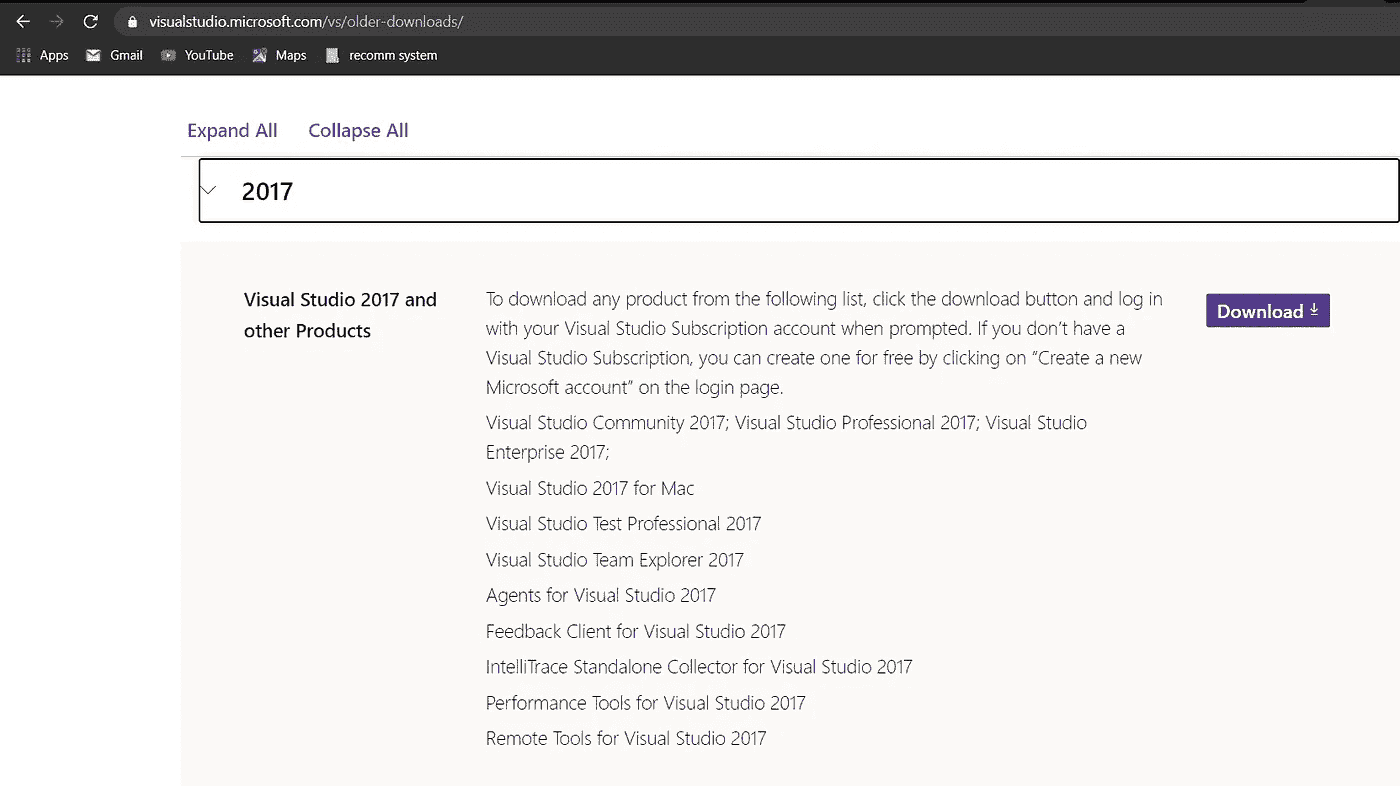 visualstudio.microsoft.com/vs/older-downloads/
Apps Gmail YouTube Maps recomm system
Expand All Collapse All
2017
Visual Studio 2017 and
other Products
To download any product from the following list, click the download button and log in
with your Visual Studio Subscription account when prompted. If you don’t have a
Visual Studio Subscription, you can create one for free by clicking on “Create a new
Microsoft account” on the login page.
Visual Studio Community 2017; Visual Studio Professional 2017; Visual Studio
Enterprise 2017;
Visual Studio 2017 for Mac
Visual Studio Test Professional 2017
Visual Studio Team Explorer 2017
Agents for Visual Studio 2017
Feedback Client for Visual Studio 2017
IntelliTrace Standalone Collector for Visual Studio 2017
Performance Tools for Visual Studio 2017
Remote Tools for Visual Studio 2017
Download